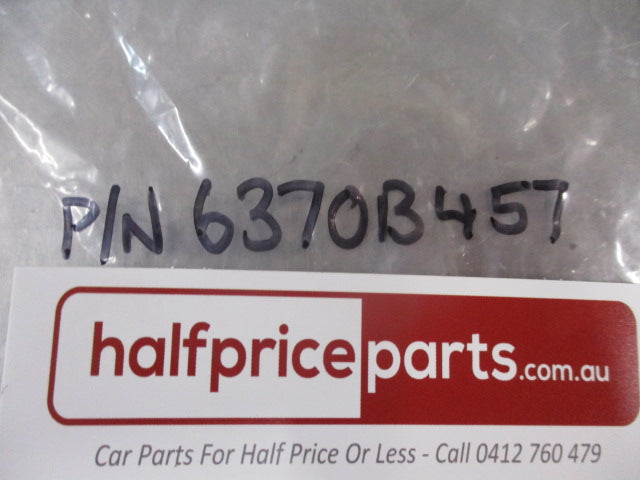 P/N 6370B457
halfpriceparts.com.au
Car Parts For Half Price Or Less - Call 0412 760 479